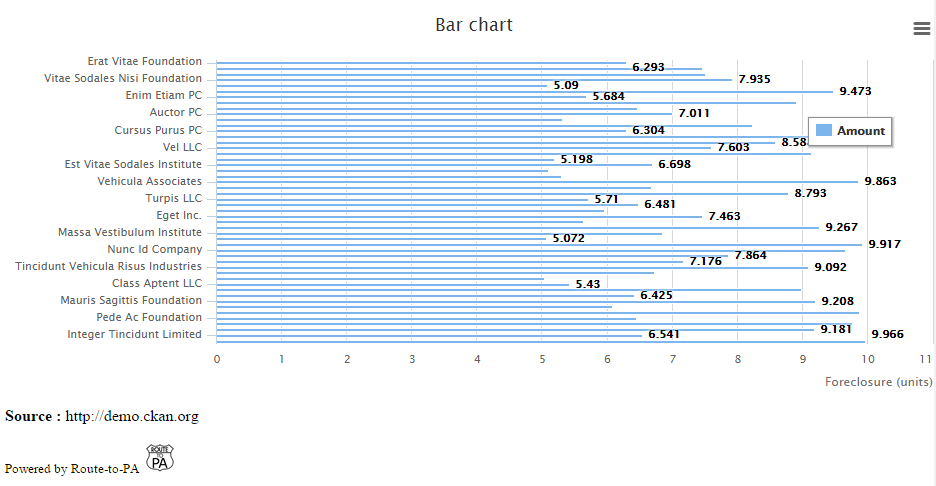 Bar chart
Erat Vitae Foundation
6.293
Vitae Sodales Nisi Foundation
7.935
5.09
9.473
Enim Etiam PC
5.684
Auctor PC
7.011
Cursus Purus PC
6.304
Amount
8.58
Vel LLC
7.603
5.198
Est Vitae Sodales Institute
6.698
Vehicula Associates
9.863
8.793
Turpis LLC
5.71
6.481
Eget Inc.
7.463
9.267
Massa Vestibulum Institute
5.072
9.917
Nunc Id Company
7.864
7.176
Tincidunt Vehicula Risus Industries
9.092
Class Aptent LLC
5.43
6.425
Mauris Sagittis Foundation
9.208
Pede Ac Foundation
9.181
Integer Tincidunt Limited
6.541
9.966
0 1 2 3 4 5 6 7 8 9 10 11
Foreclosure (units)
Source : http://demo.ckan.org
Powered by Route-to-PA
ROUTE
TO
PA